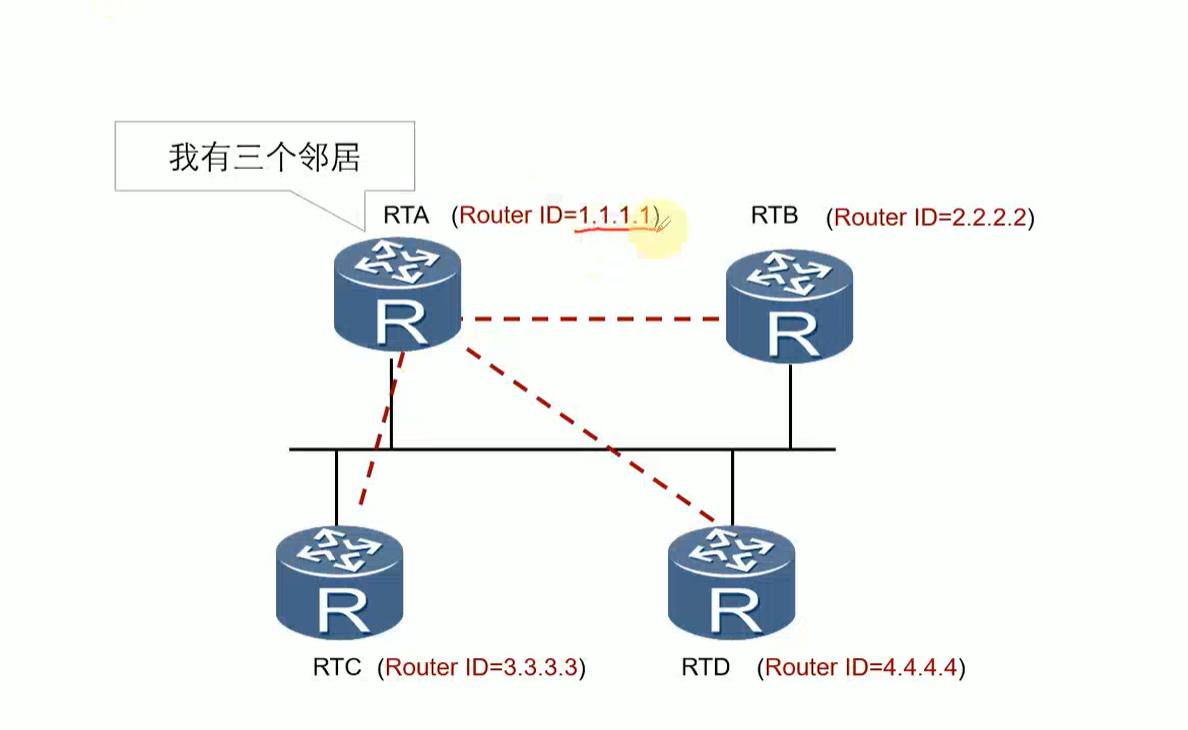 我有三个邻居
RTA (Router ID=1.1.1.1)
RTB (Router ID=2.2.2.2)
R
R
R
R
RTC (Router ID=3.3.3.3)
RTD (Router ID=4.4.4.4)